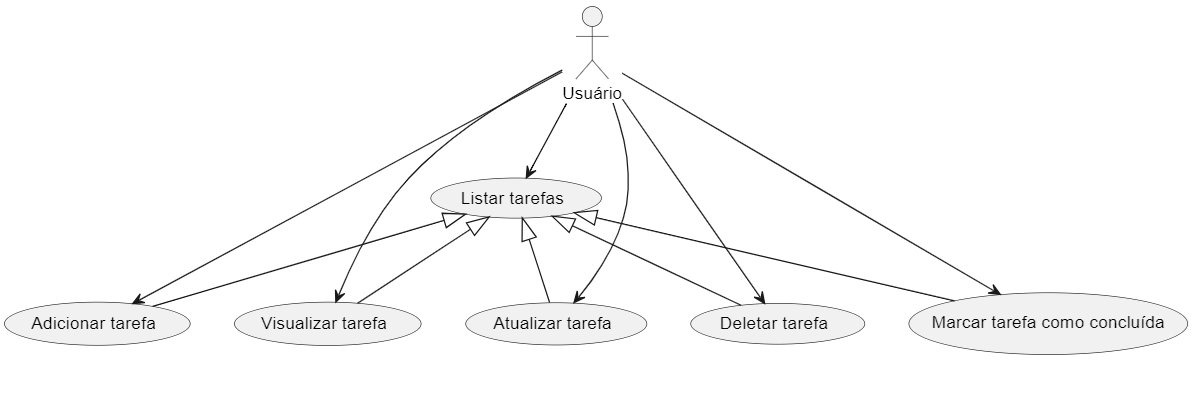 Usuário
Listar tarefas
Adicionar tarefa
Visualizar tarefa
Atualizar tarefa
Deletar tarefa
Marcar tarefa como concluída